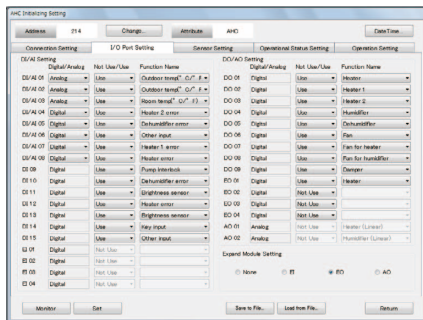 AHC Initializing Setting
Address 214 Change... Attribute AHC DateTime...
Connection Setting I/O Port Setting Sensor Setting Operational Status Setting Operation Setting
DI/AI Setting
Digital/Analog Not Use/Use Function Name
DI/AI 01 Analog Use Outdoor temp(°C/°F
DI/AI 02 Analog Use Outdoor temp(°C/°F
DI/AI 03 Analog Use Room temp(°C/°F)
DI/AI 04 Digital Use Heater 2 error
DI/AI 05 Digital Use Dehumidifier error
DI/AI 06 Digital Use Other input
DI/AI 07 Digital Use Heater 1 error
DI/AI 08 Digital Use Heater error
DI 09 Digital Use Pump interlock
DI 10 Digital Use Dehumidifier error
DI 11 Digital Use Brightness sensor
DI 12 Digital Use Heater error
DI 13 Digital Use Brightness sensor
DI 14 Digital Use Key input
DI 15 Digital Use Other input
EI 01 Digital Not Use
EI 02 Digital Not Use
EI 03 Digital Not Use
EI 04 Digital Not Use
DO/AO Setting
Digital/Analog Not Use/Use Function Name
DO 01 Digital Use Heater
DO 02 Digital Use Heater 1
DO 03 Digital Use Heater 2
DO 04 Digital Use Humidifier
DO 05 Digital Use Dehumidifier
DO 06 Digital Use Fan
DO 07 Digital Use Fan for heater
DO 08 Digital Use Fan for humidifier
DO 09 Digital Use Damper
EO 01 Digital Use Heater
EO 02 Digital Not Use
EO 03 Digital Not Use
EO 04 Digital Not Use
AO 01 Analog Not Use Heater (Linear)
AO 02 Analog Not Use Humidifier (Linear)
Expand Module Setting
None EI EO AO
Monitor Set Save to File... Load from File... Return